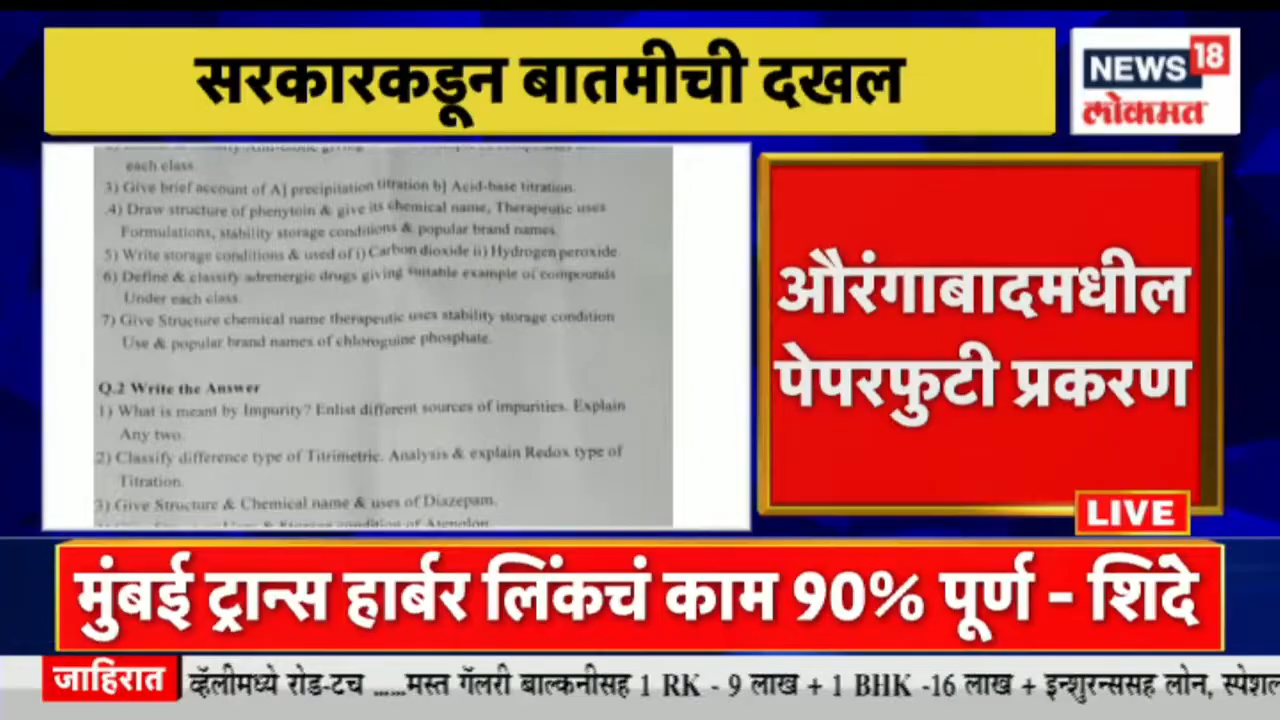 सरकारकडून बातमीची दखल
NEWS 18
लोकमत
each class.
3) Give brief account of A] precipitation titration b] Acid-base titration.
4) Draw structure of phenytoin & give its chemical name, Therapeutic uses
Formulations, stability storage conditions & popular brand names.
5) Write storage conditions & used of i) Carbon dioxide ii) Hydrogen peroxide.
6) Define & classify adrenergic drugs giving suitable example of compounds
Under each class.
7) Give Structure chemical name therapeutic uses stability storage condition
Use & popular brand names of chloroguine phosphate.
Q.2 Write the Answer
1) What is meant by Impurity? Enlist different sources of impurities. Explain
Any two.
2) Classify difference type of Titrimetric. Analysis & explain Redox type of
Titration.
3) Give Structure & Chemical name & uses of Diazepam.
औरंगाबादमधील
पेपरफुटी प्रकरण
LIVE
मुंबई ट्रान्स हार्बर लिंकचं काम 90% पूर्ण - शिंदे
जाहिरात
व्हॅलीमध्ये रोड-टच ......मस्त गॅलरी बाल्कनीसह 1 RK - 9 लाख + 1 BHK -16 लाख + इन्शुरन्ससह लोन, स्पेशल